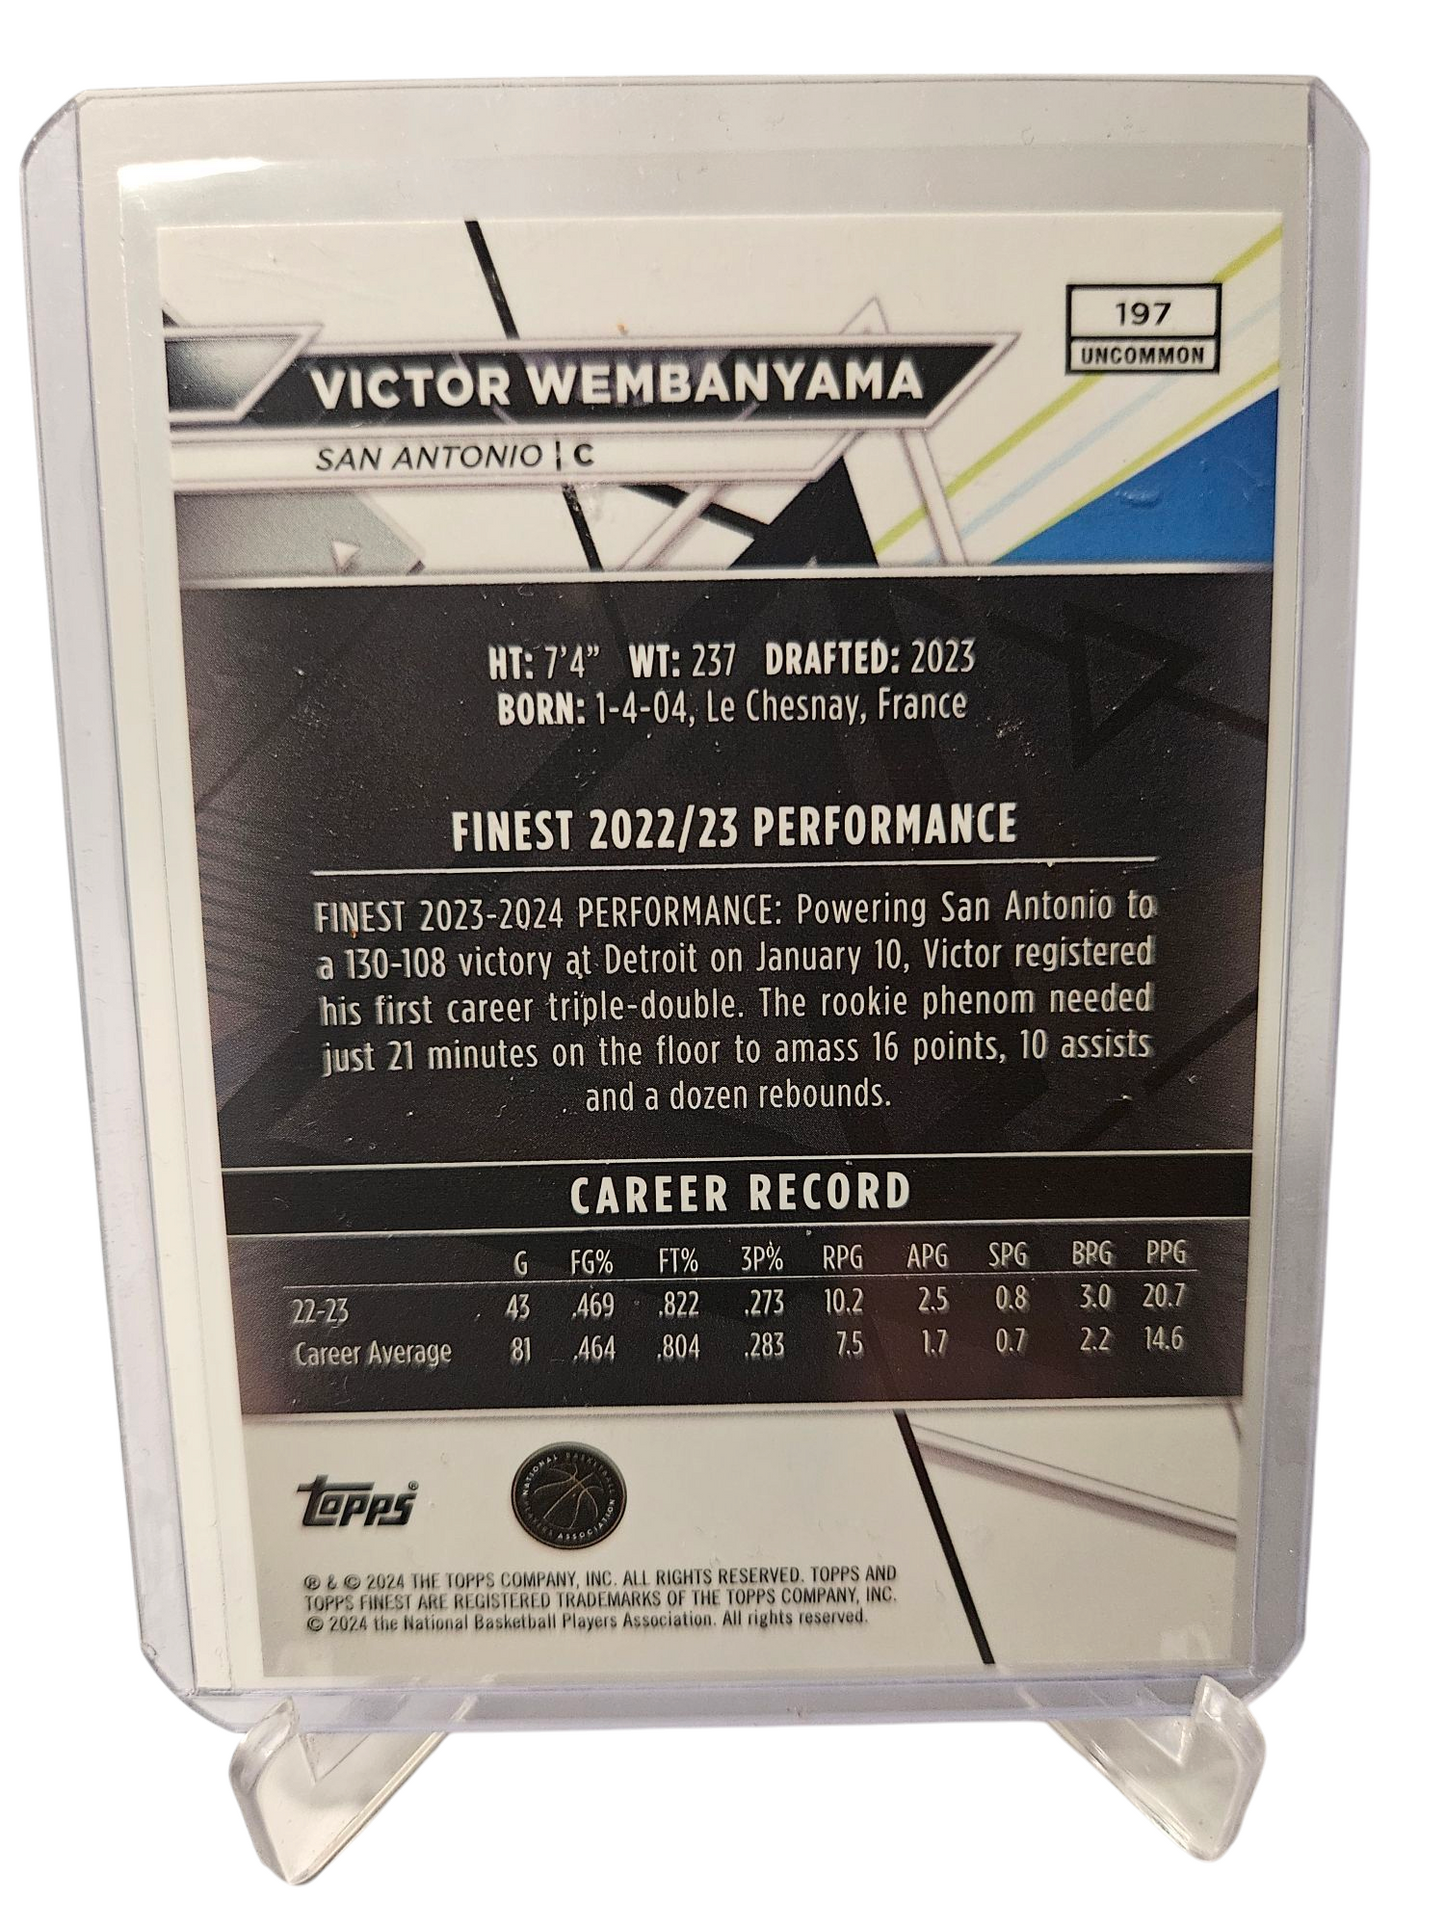 197
UNCOMMON
VICTOR WEMBANYAMA
SAN ANTONIO | C
HT: 7'4" WT: 237 DRAFTED: 2023
BORN: 1-4-04, Le Chesnay, France
FINEST 2022/23 PERFORMANCE
FINEST 2023-2024 PERFORMANCE: Powering San Antonio to
a 130-108 victory at Detroit on January 10, Victor registered
his first career triple-double. The rookie phenom needed
just 21 minutes on the floor to amass 16 points, 10 assists
and a dozen rebounds.
CAREER RECORD
G FG% FT% 3P% RPG APG SPG BPG PPG
22-23 43 .469 .822 .273 10.2 2.5 0.8 3.0 20.7
Career Average 81 .464 .804 .283 7.5 1.7 0.7 2.2 14.6
topps®
NATIONAL BASKETBALL PLAYERS ASSOCIATION
® & © 2024 THE TOPPS COMPANY, INC. ALL RIGHTS RESERVED. TOPPS AND
TOPPS FINEST ARE REGISTERED TRADEMARKS OF THE TOPPS COMPANY, INC.
© 2024 the National Basketball Players Association. All rights reserved.